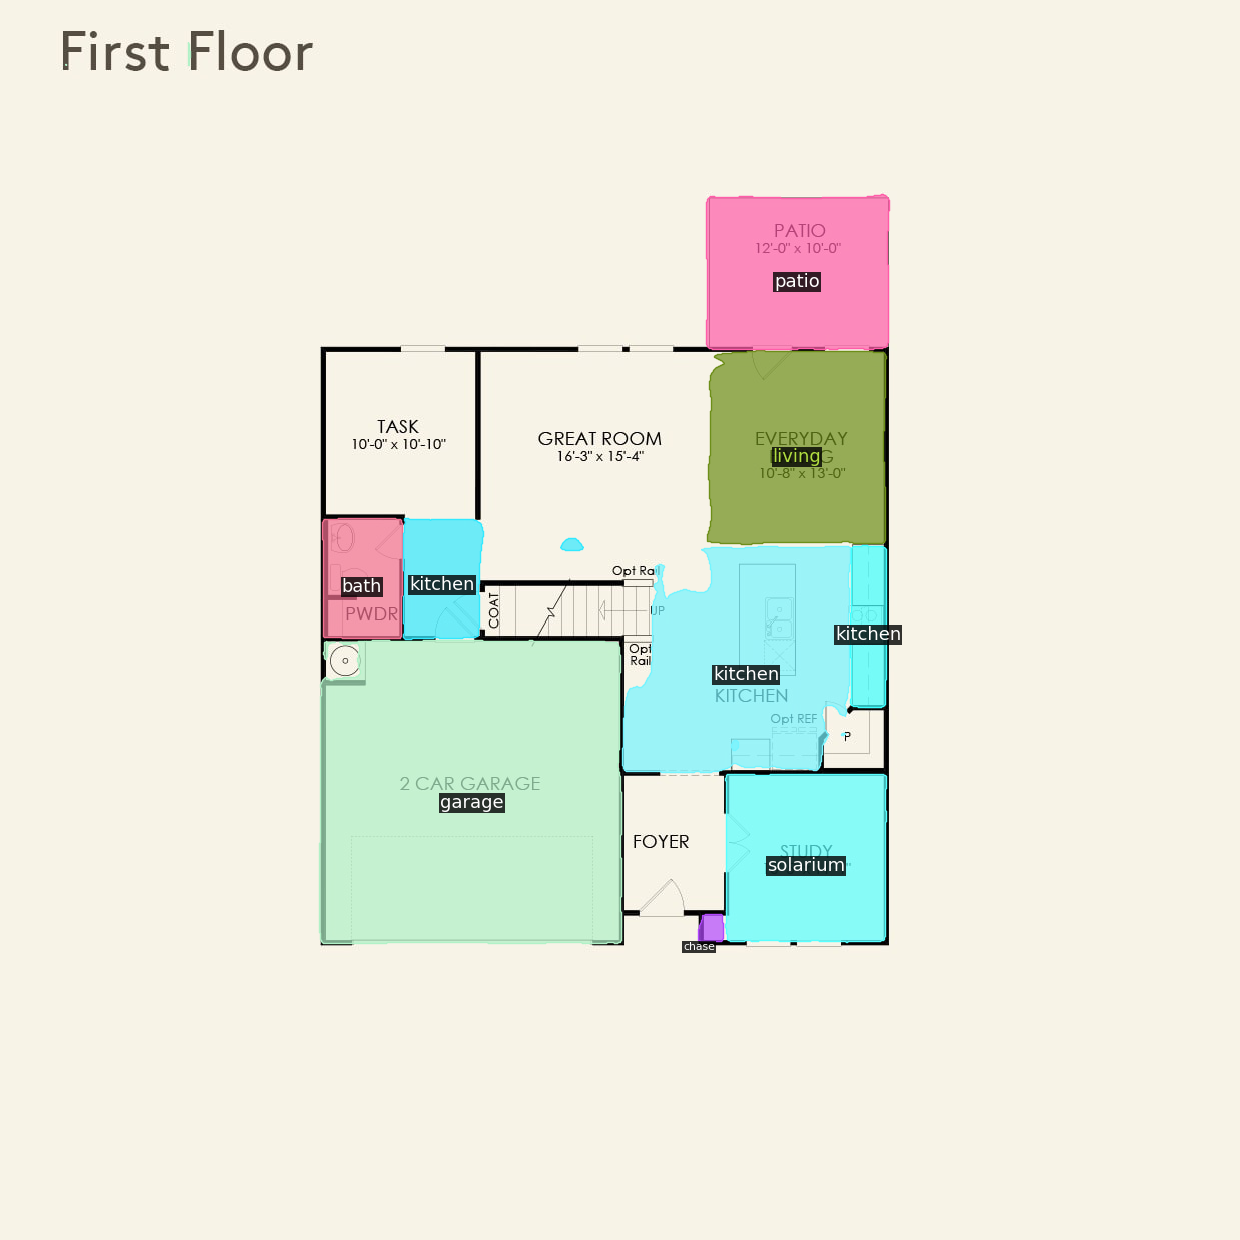 First Floor
PATIO
12'-0" x 10'-0"
patio
TASK
10'-0" x 10'-10"
GREAT ROOM
16'-3" x 15'-4"
EVERYDAY
living
10'-8" x 13'-0"
Opt Rail
bath
kitchen
PWDR
COAT
UP
kitchen
Opt
Rail
kitchen
KITCHEN
Opt REF
P
2 CAR GARAGE
garage
FOYER
STUDY
solarium
chase